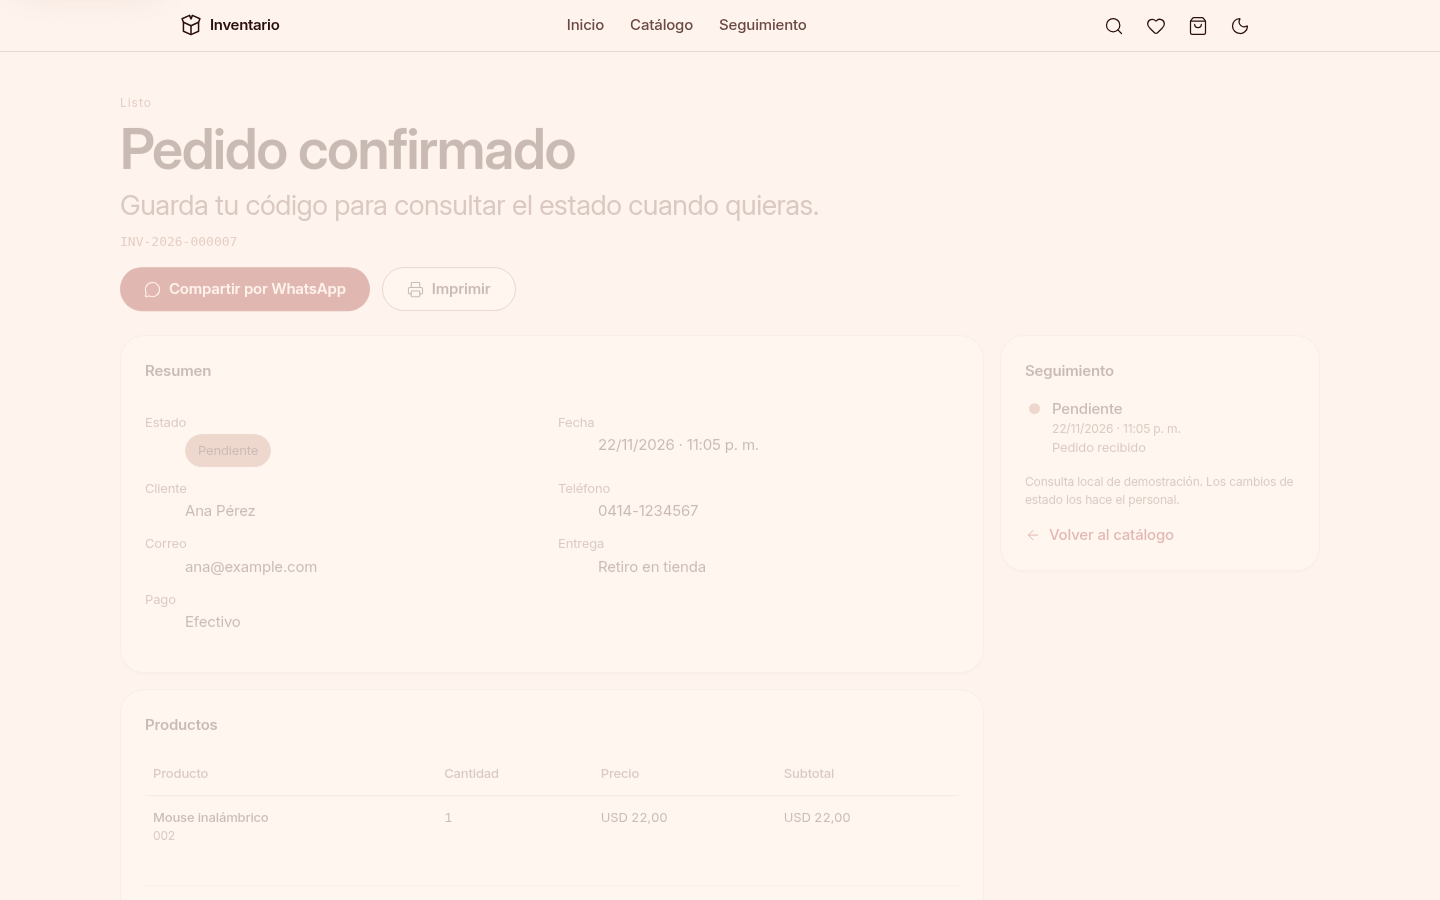 Inventario
Inicio
Catálogo
Seguimiento
Listo
Pedido confirmado
Guarda tu código para consultar el estado cuando quieras.
INV-2026-000007
Compartir por WhatsApp
Imprimir
Resumen
Estado
Pendiente
Fecha
22/11/2026 · 11:05 p. m.
Cliente
Ana Pérez
Teléfono
0414-1234567
Correo
ana@example.com
Entrega
Retiro en tienda
Pago
Efectivo
Seguimiento
Pendiente
22/11/2026 · 11:05 p. m.
Pedido recibido
Consulta local de demostración. Los cambios de
estado los hace el personal.
Volver al catálogo
Productos
Producto Cantidad Precio Subtotal
Mouse inalámbrico 1 USD 22,00 USD 22,00
002